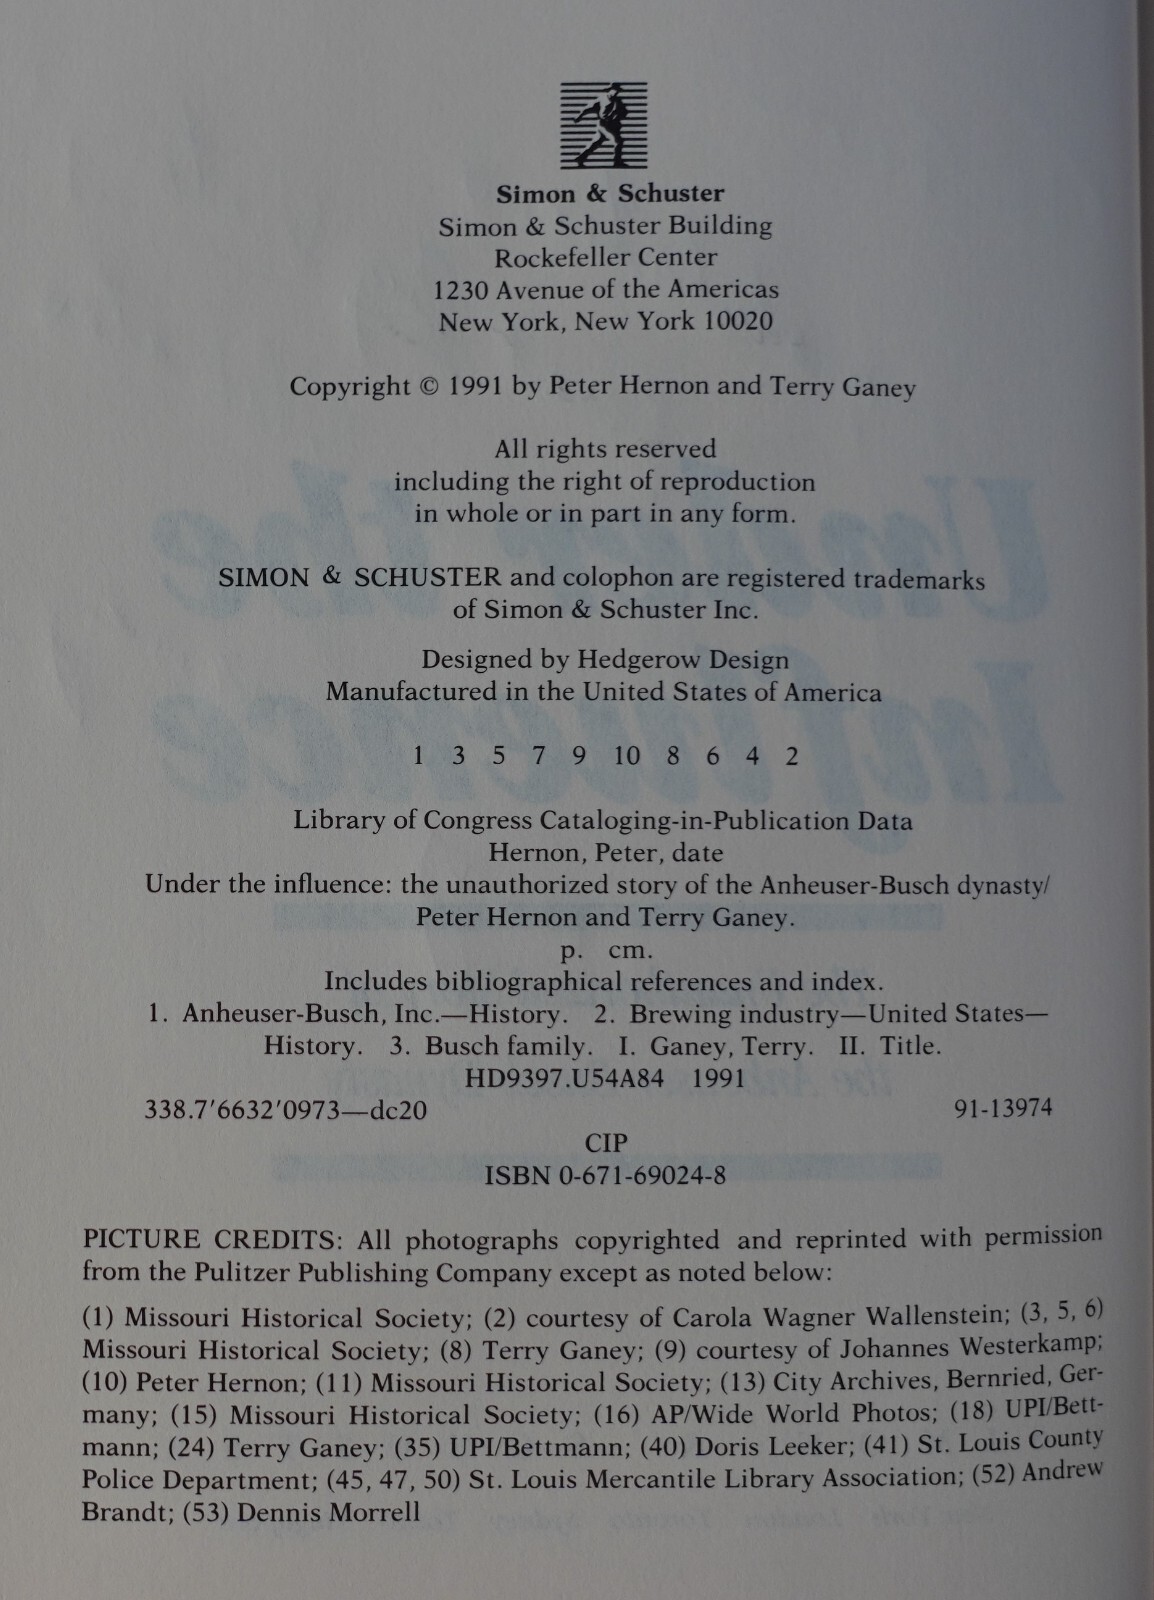 Simon & Schuster
Simon & Schuster Building
Rockefeller Center
1230 Avenue of the Americas
New York, New York 10020
Copyright © 1991 by Peter Hernon and Terry Ganey
All rights reserved
including the right of reproduction
in whole or in part in any form.
SIMON & SCHUSTER and colophon are registered trademarks
of Simon & Schuster Inc.
Designed by Hedgerow Design
Manufactured in the United States of America
1 3 5 7 9 10 8 6 4 2
Library of Congress Cataloging-in-Publication Data
Hernon, Peter, date
Under the influence: the unauthorized story of the Anheuser-Busch dynasty/
Peter Hernon and Terry Ganey.
p. cm.
Includes bibliographical references and index.
1. Anheuser-Busch, Inc.—History. 2. Brewing industry—United States—
History. 3. Busch family. I. Ganey, Terry. II. Title.
HD9397.U54A84 1991
338.7'6632'0973—dc20 91-13974
CIP
ISBN 0-671-69024-8
PICTURE CREDITS: All photographs copyrighted and reprinted with permission
from the Pulitzer Publishing Company except as noted below:
(1) Missouri Historical Society; (2) courtesy of Carola Wagner Wallenstein; (3, 5, 6)
Missouri Historical Society; (8) Terry Ganey; (9) courtesy of Johannes Westerkamp;
(10) Peter Hernon; (11) Missouri Historical Society; (13) City Archives, Bernried, Ger-
many; (15) Missouri Historical Society; (16) AP/Wide World Photos; (18) UPI/Bett-
mann; (24) Terry Ganey; (35) UPI/Bettmann; (40) Doris Leeker; (41) St. Louis County
Police Department; (45, 47, 50) St. Louis Mercantile Library Association; (52) Andrew
Brandt; (53) Dennis Morrell